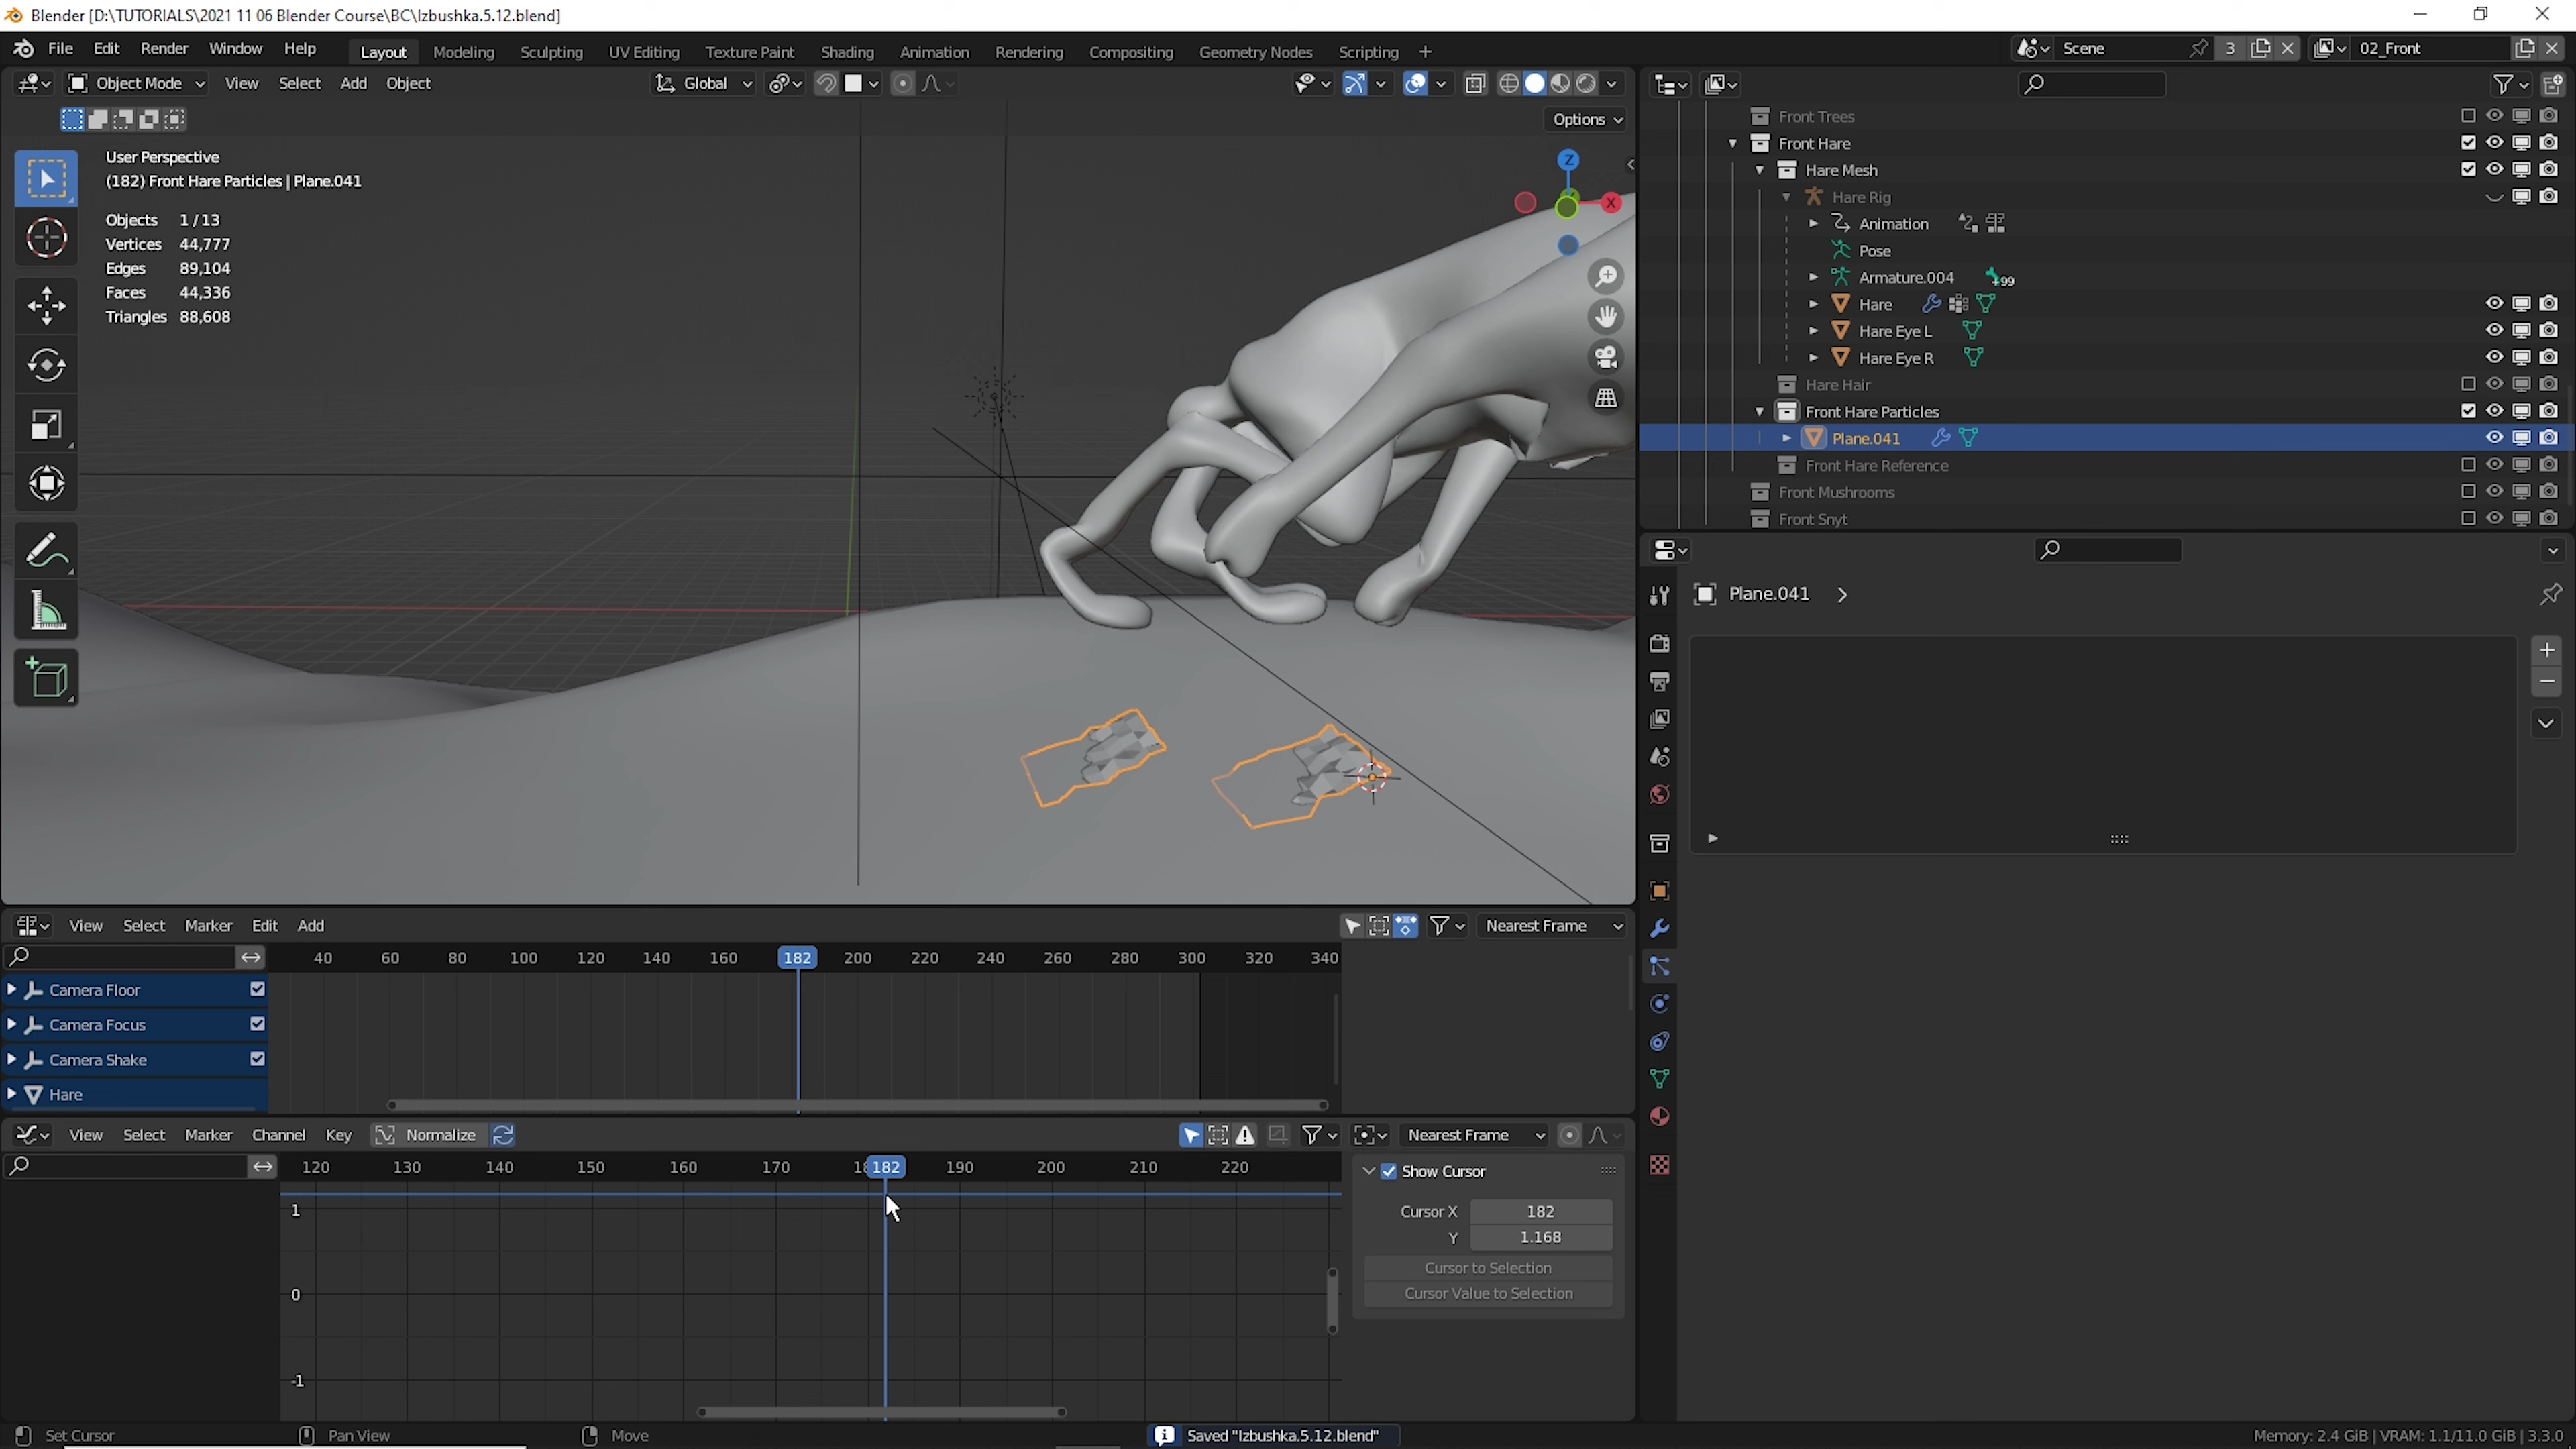 Blender [D:\TUTORIALS\2021 11 06 Blender Course\BC\Izbushka.5.12.blend]
File Edit Render Window Help Layout Modeling Sculpting UV Editing Texture Paint Shading Animation Rendering Compositing Geometry Nodes Scripting + Scene 3 02_Front
Object Mode View Select Add Object Global
Options
User Perspective
(182) Front Hare Particles | Plane.041
Objects 1/13
Vertices 44,777
Edges 89,104
Faces 44,336
Triangles 88,608
Z
X
Front Trees
Front Hare
Hare Mesh
Hare Rig
Animation
Pose
Armature.004 +99
Hare
Hare Eye L
Hare Eye R
Hare Hair
Front Hare Particles
Plane.041
Front Hare Reference
Front Mushrooms
Front Snyt
Plane.041
View Select Marker Edit Add Nearest Frame
40 60 80 100 120 140 160 182 200 220 240 260 280 300 320 340
Camera Floor
Camera Focus
Camera Shake
Hare
View Select Marker Channel Key Normalize Nearest Frame
120 130 140 150 160 170 182 190 200 210 220
1
0
-1
Show Cursor
Cursor X 182
Y 1.168
Cursor to Selection
Cursor Value to Selection
Set Cursor Pan View Move Saved "Izbushka.5.12.blend" Memory: 2.4 GiB | VRAM: 1.1/11.0 GiB | 3.3.0